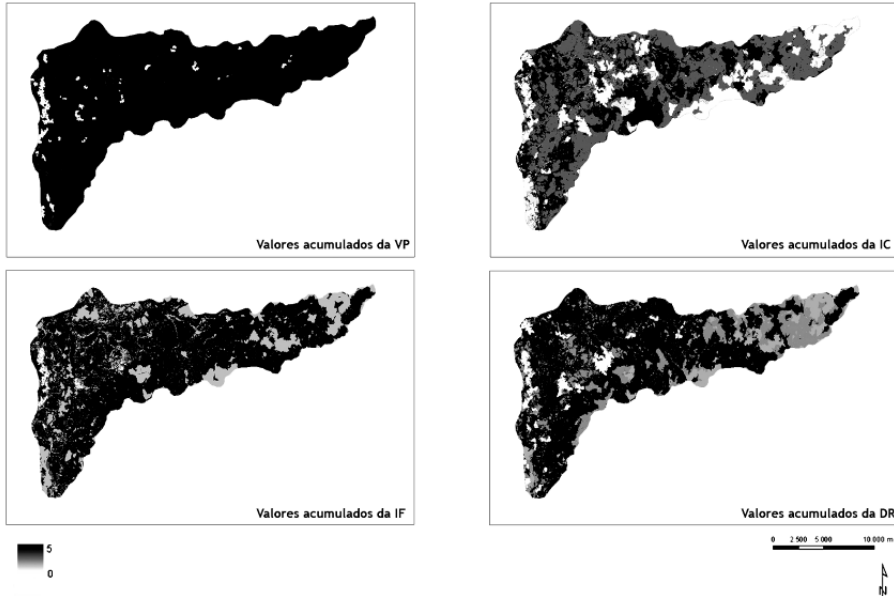 Valores acumulados da VP
Valores acumulados da IC
Valores acumulados da IF
Valores acumulados da DR
5
0
0 2 500 5 000 10 000 m
N